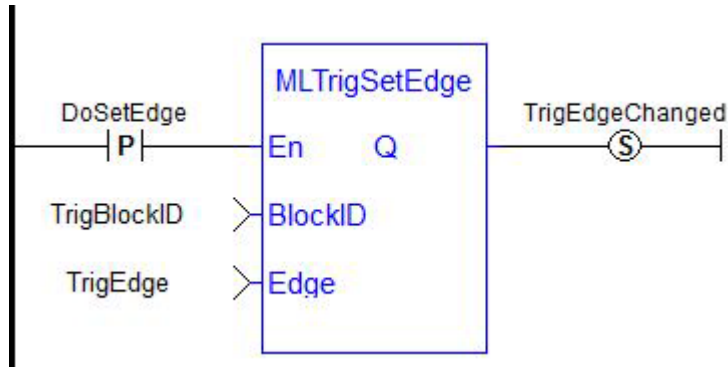 MLTrigSetEdge
DoSetEdge
TrigEdgeChanged
P
En Q
S
TrigBlockID
BlockID
TrigEdge
Edge